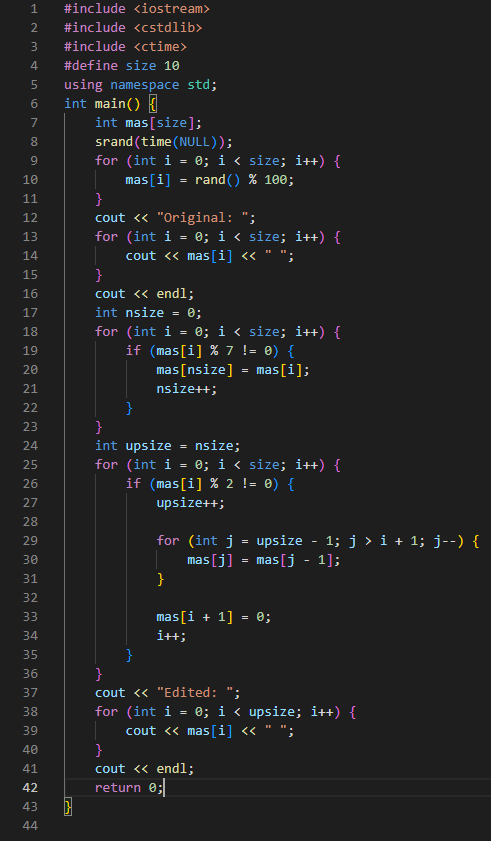 1 #include <iostream>
2 #include <cstdlib>
3 #include <ctime>
4 #define size 10
5 using namespace std;
6 int main() {
7     int mas[size];
8     srand(time(NULL));
9     for (int i = 0; i < size; i++) {
10         mas[i] = rand() % 100;
11     }
12     cout << "Original: ";
13     for (int i = 0; i < size; i++) {
14         cout << mas[i] << " ";
15     }
16     cout << endl;
17     int nsize = 0;
18     for (int i = 0; i < size; i++) {
19         if (mas[i] % 7 != 0) {
20             mas[nsize] = mas[i];
21             nsize++;
22         }
23     }
24     int upsize = nsize;
25     for (int i = 0; i < size; i++) {
26         if (mas[i] % 2 != 0) {
27             upsize++;
28
29             for (int j = upsize - 1; j > i + 1; j--) {
30                 mas[j] = mas[j - 1];
31             }
32
33             mas[i + 1] = 0;
34             i++;
35         }
36     }
37     cout << "Edited: ";
38     for (int i = 0; i < upsize; i++) {
39         cout << mas[i] << " ";
40     }
41     cout << endl;
42     return 0;
43 }
44